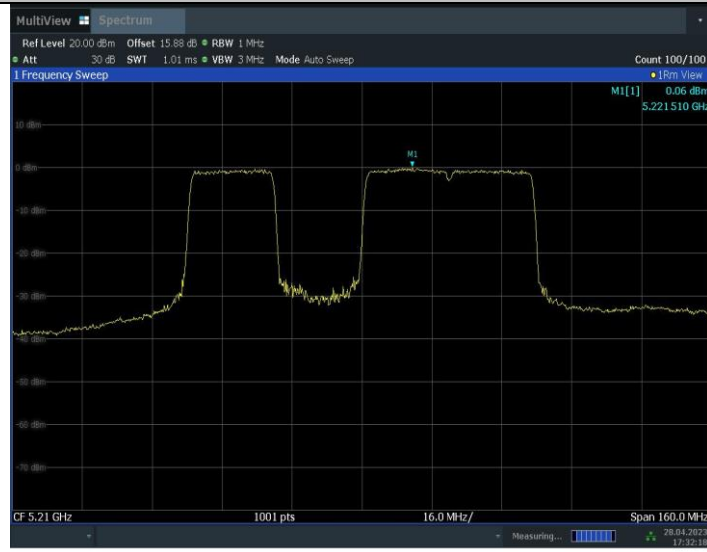 MultiView Spectrum
Ref Level 20.00 dBm Offset 15.88 dB RBW 1 MHz
Att 30 dB SWT 1.01 ms VBW 3 MHz Mode Auto Sweep Count 100/100
1 Frequency Sweep 1Rm View
M1[1] 0.06 dBm
5.221510 GHz
10 dBm
M1
0 dBm
-10 dBm
-20 dBm
-30 dBm
-40 dBm
-50 dBm
-60 dBm
-70 dBm
CF 5.21 GHz 1001 pts 16.0 MHz/ Span 160.0 MHz
Measuring... 28.04.2023
17:32:18